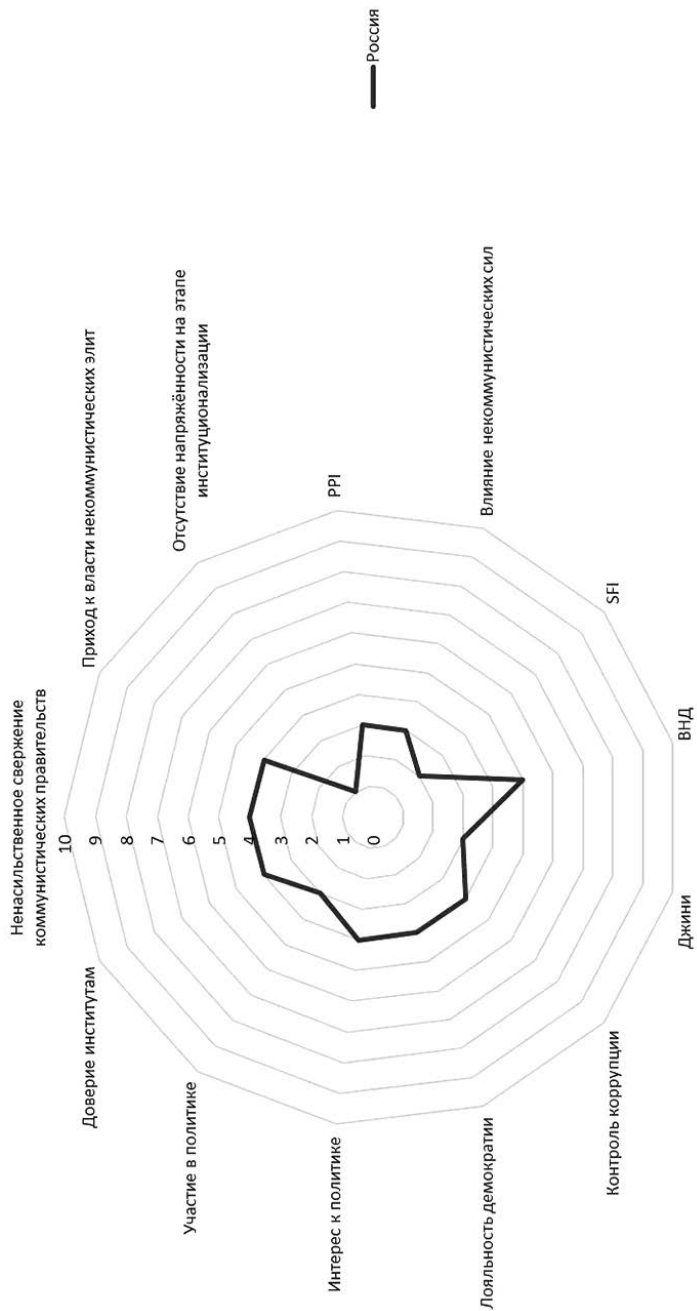 Ненасильственное свержение
коммунистических правительств
10
9
8
7
6
5
4
3
2
1
0
Приход к власти некоммунистических элит
Отсутствие напряжённости на этапе
институционализации
PPI
Влияние некоммунистических сил
SFI
ВНД
Джини
Контроль коррупции
Лояльность демократии
Интерес к политике
Участие в политике
Доверие институтам
Россия